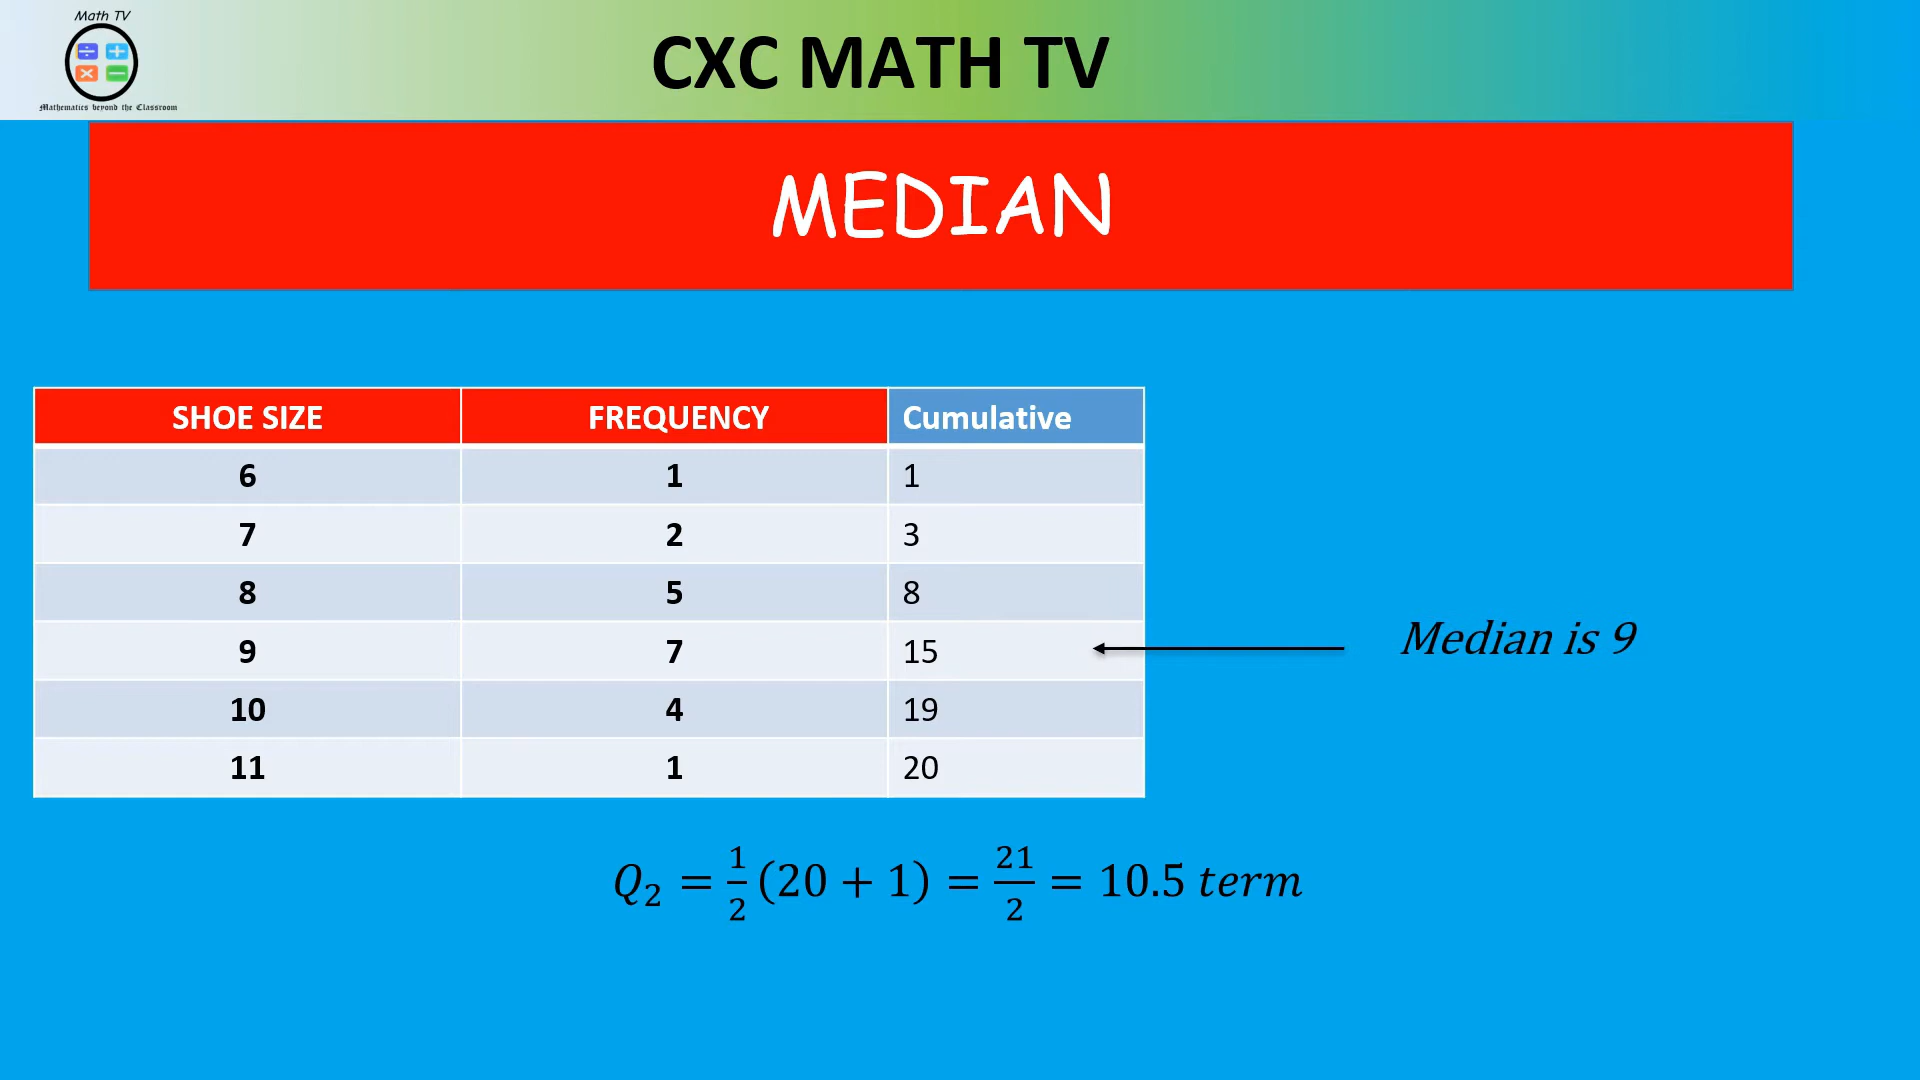 Math TV
÷ +
× −
Mathematics beyond the Classroom
CXC MATH TV
MEDIAN
SHOE SIZE FREQUENCY Cumulative
6 1 1
7 2 3
8 5 8
9 7 15
10 4 19
11 1 20
Median is 9
Q₂ = 1/2 (20 + 1) = 21/2 = 10.5 term